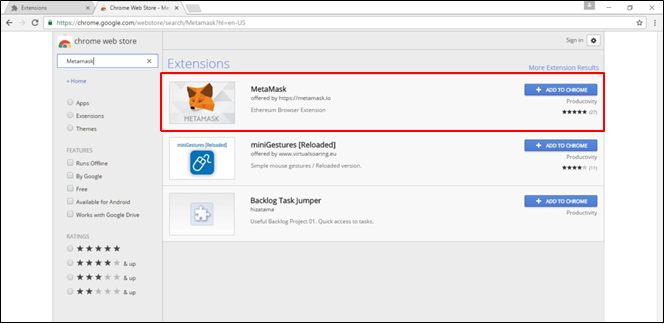 Extensions
Chrome Web Store - Me
https://chrome.google.com/webstore/search/Metamask?hl=en-US
chrome web store
Sign in
Metamask
Extensions
More Extension Results
« Home
Apps
Extensions
Themes
FEATURES
Runs Offline
By Google
Free
Available for Android
Works with Google Drive
RATINGS
& up
& up
& up
METAMASK
MetaMask
offered by https://metamask.io
Ethereum Browser Extension
ADD TO CHROME
Productivity
(27)
miniGestures [Reloaded]
miniGestures [Reloaded]
offered by www.virtualsoaring.eu
Simple mouse gestures / Reloaded version.
ADD TO CHROME
Productivity
(11)
Backlog Task Jumper
hizatama
Useful Backlog Project 01. Quick access to tasks.
ADD TO CHROME
Productivity